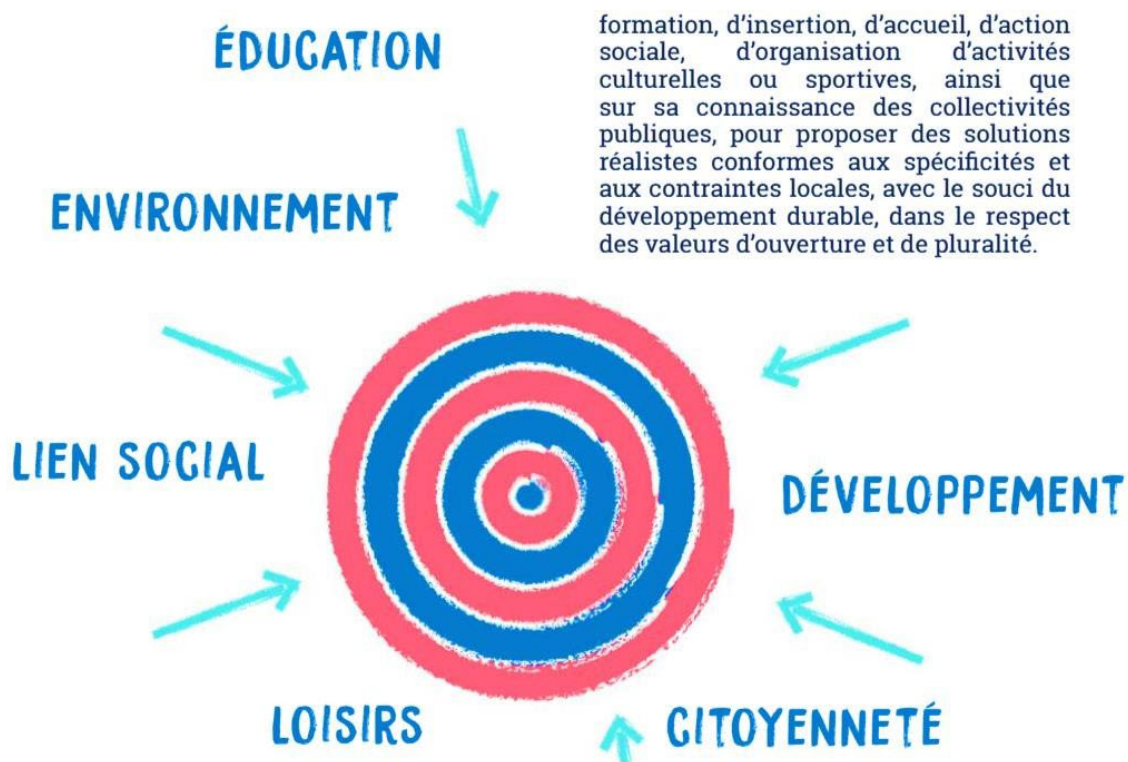 ÉDUCATION
formation, d'insertion, d'accueil, d'action
sociale, d'organisation d'activités
culturelles ou sportives, ainsi que
sur sa connaissance des collectivités
publiques, pour proposer des solutions
réalistes conformes aux spécificités et
aux contraintes locales, avec le souci du
développement durable, dans le respect
des valeurs d'ouverture et de pluralité.
ENVIRONNEMENT
LIEN SOCIAL
DÉVELOPPEMENT
LOISIRS
CITOYENNETÉ